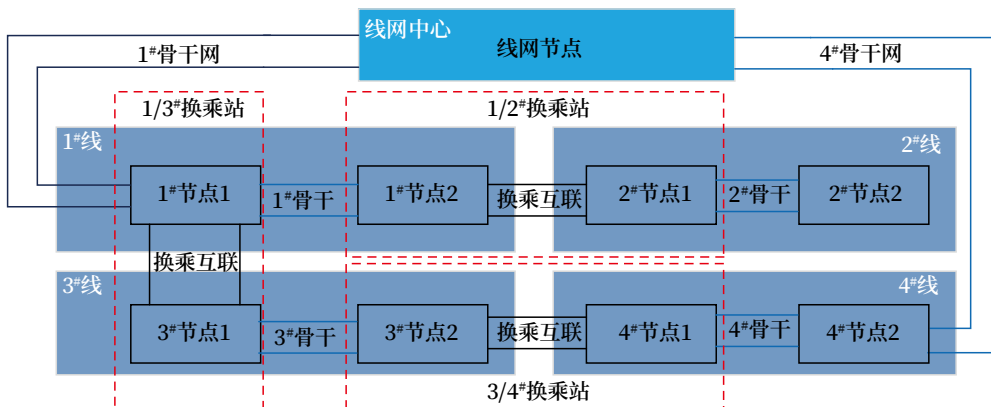 线网中心
线网节点
1#骨干网
4#骨干网
1/3#换乘站
1/2#换乘站
1#线
2#线
1#节点1
1#骨干
1#节点2
换乘互联
2#节点1
2#骨干
2#节点2
换乘互联
3#线
4#线
3#节点1
3#骨干
3#节点2
换乘互联
4#节点1
4#骨干
4#节点2
3/4#换乘站